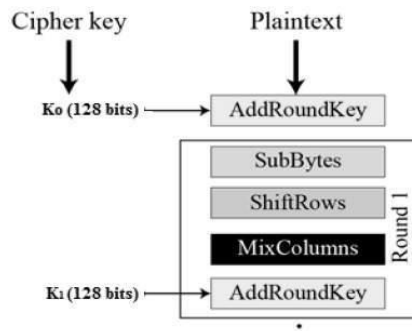 Cipher key Plaintext
K0 (128 bits) AddRoundKey
SubBytes
ShiftRows
MixColumns
Round 1
K1 (128 bits) AddRoundKey